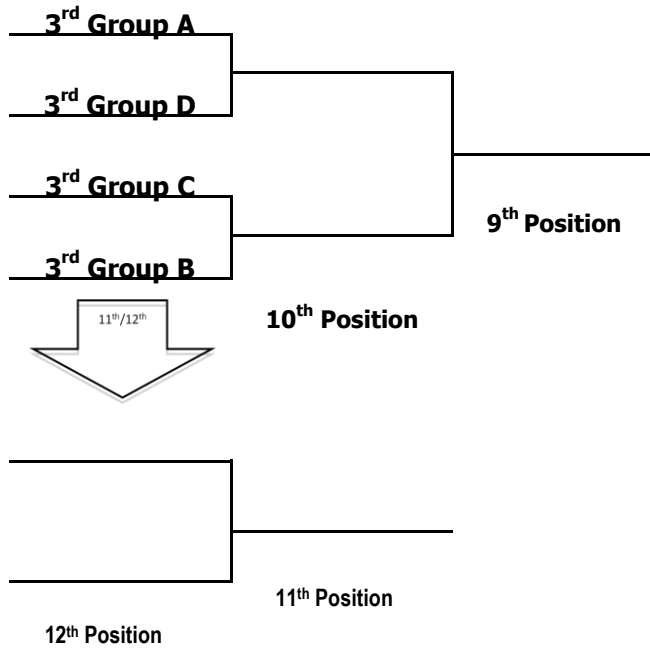 3rd Group A
3rd Group D
3rd Group C
9th Position
3rd Group B
11th/12th
10th Position
11th Position
12th Position